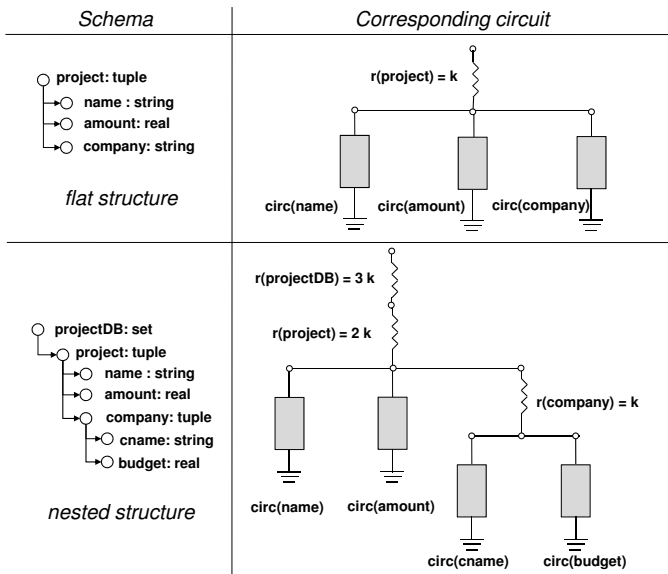 Schema
Corresponding circuit
project: tuple
name : string
amount: real
company: string
flat structure
r(project) = k
circ(name)
circ(amount)
circ(company)
projectDB: set
project: tuple
name : string
amount: real
company: tuple
cname: string
budget: real
nested structure
r(projectDB) = 3 k
r(project) = 2 k
r(company) = k
circ(name)
circ(amount)
circ(cname)
circ(budget)